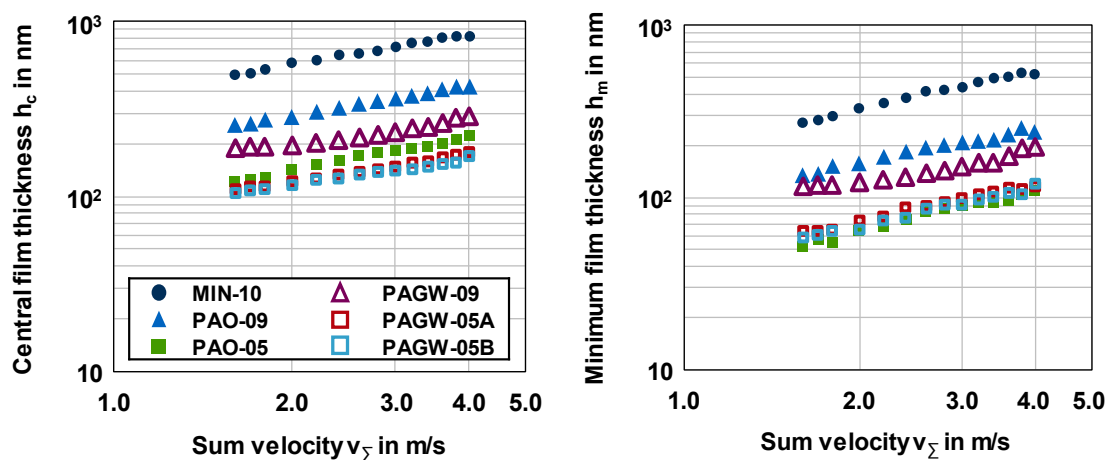 Central film thickness h_c in nm
10³
10²
10
1.0 2.0 3.0 4.0 5.0
Sum velocity v_Σ in m/s
MIN-10 PAGW-09
PAO-09 PAGW-05A
PAO-05 PAGW-05B
Minimum film thickness h_m in nm
10³
10²
10
1.0 2.0 3.0 4.0 5.0
Sum velocity v_Σ in m/s